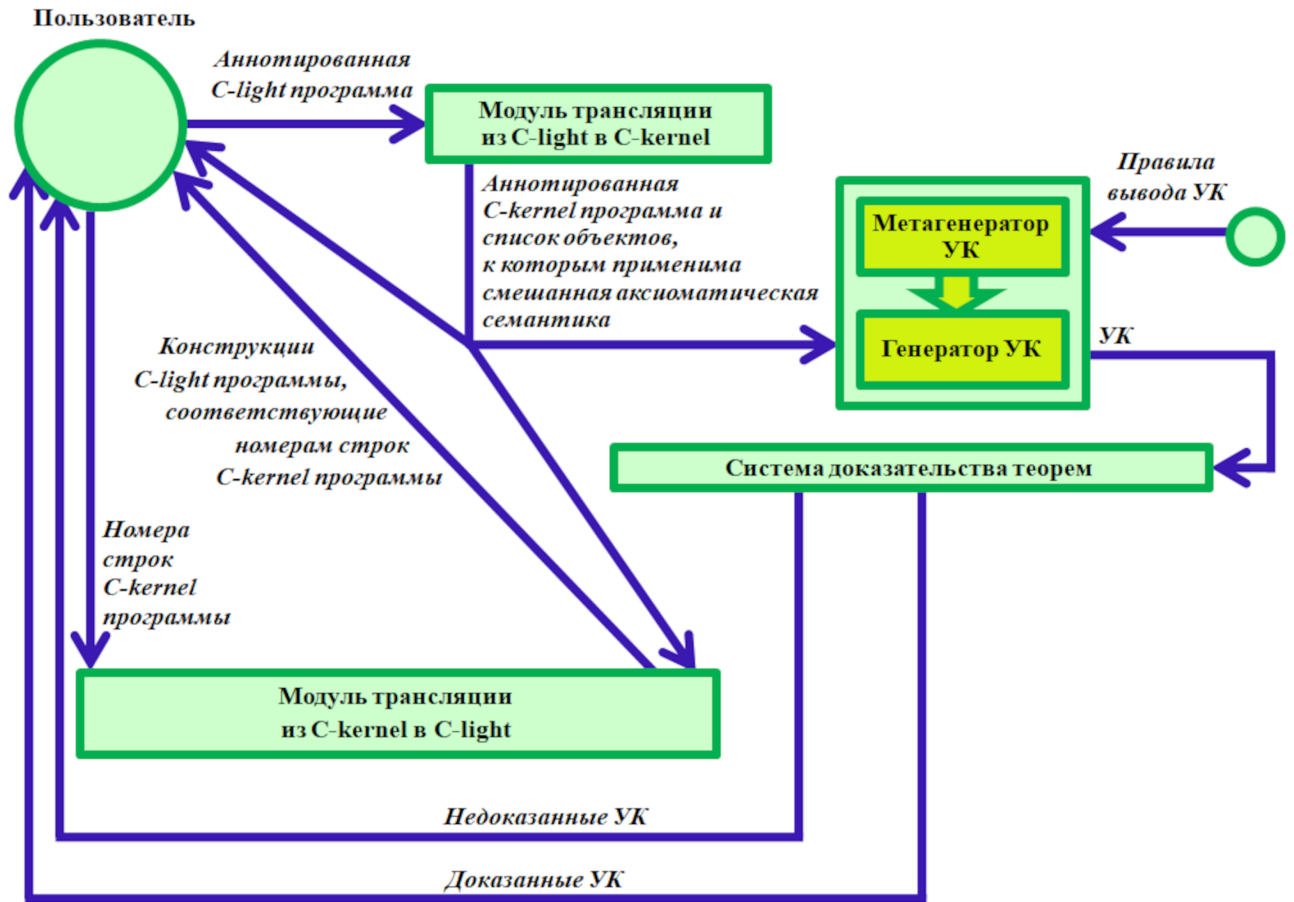 Пользователь
Аннотированная
C-light программа
Модуль трансляции
из C-light в C-kernel
Аннотированная
C-kernel программа и
список объектов,
к которым применима
смешанная аксиоматическая
семантика
Правила
вывода УК
Метагенератор
УК
Генератор УК
УК
Конструкции
C-light программы,
соответствующие
номерам строк
C-kernel программы
Система доказательства теорем
Номера
строк
C-kernel
программы
Модуль трансляции
из C-kernel в C-light
Недоказанные УК
Доказанные УК